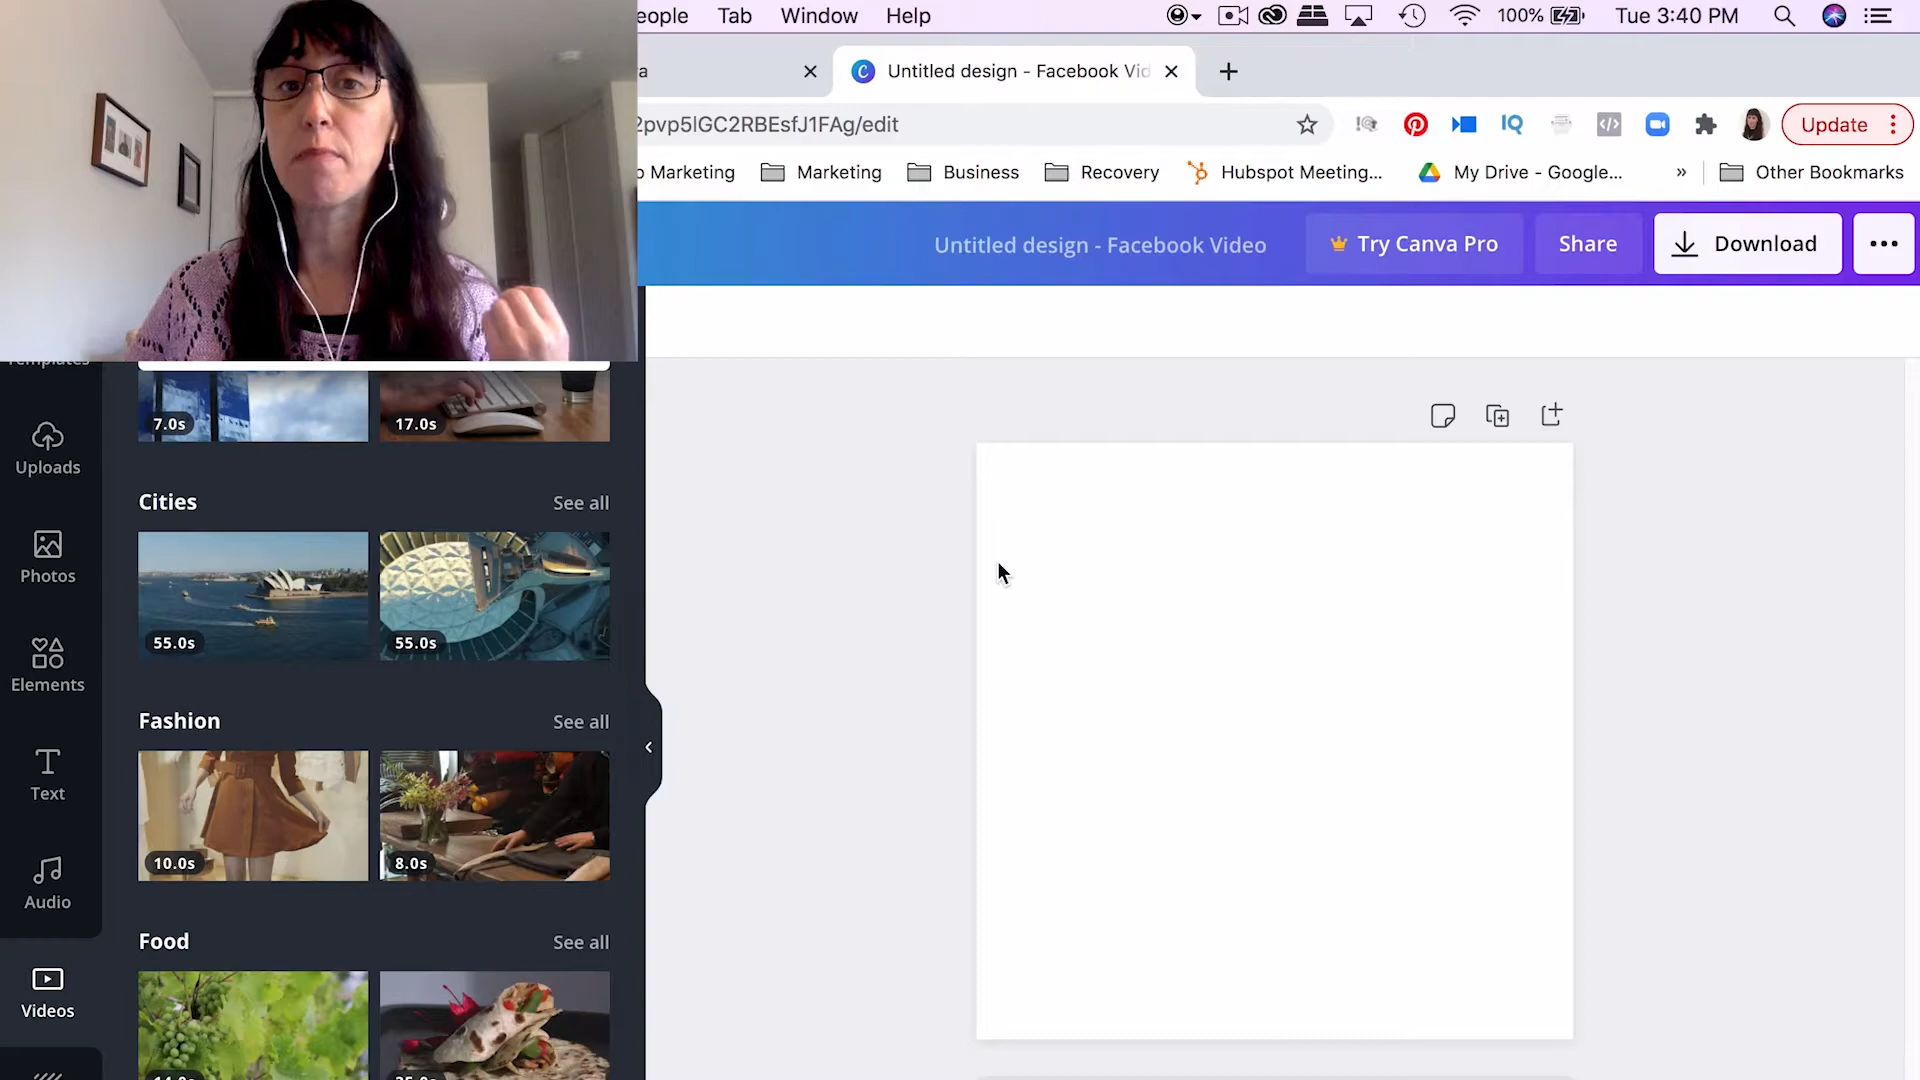 eople Tab Window Help 100% Tue 3:40 PM
a Untitled design - Facebook Vid
2pvp5lGC2RBEsfJ1FAg/edit IQ Update
o Marketing Marketing Business Recovery Hubspot Meeting... My Drive - Google... » Other Bookmarks
Untitled design - Facebook Video Try Canva Pro Share Download
Templates
7.0s 17.0s
Uploads
Cities See all
Photos
55.0s 55.0s
Elements
Fashion See all
Text
10.0s 8.0s
Audio
Food See all
Videos